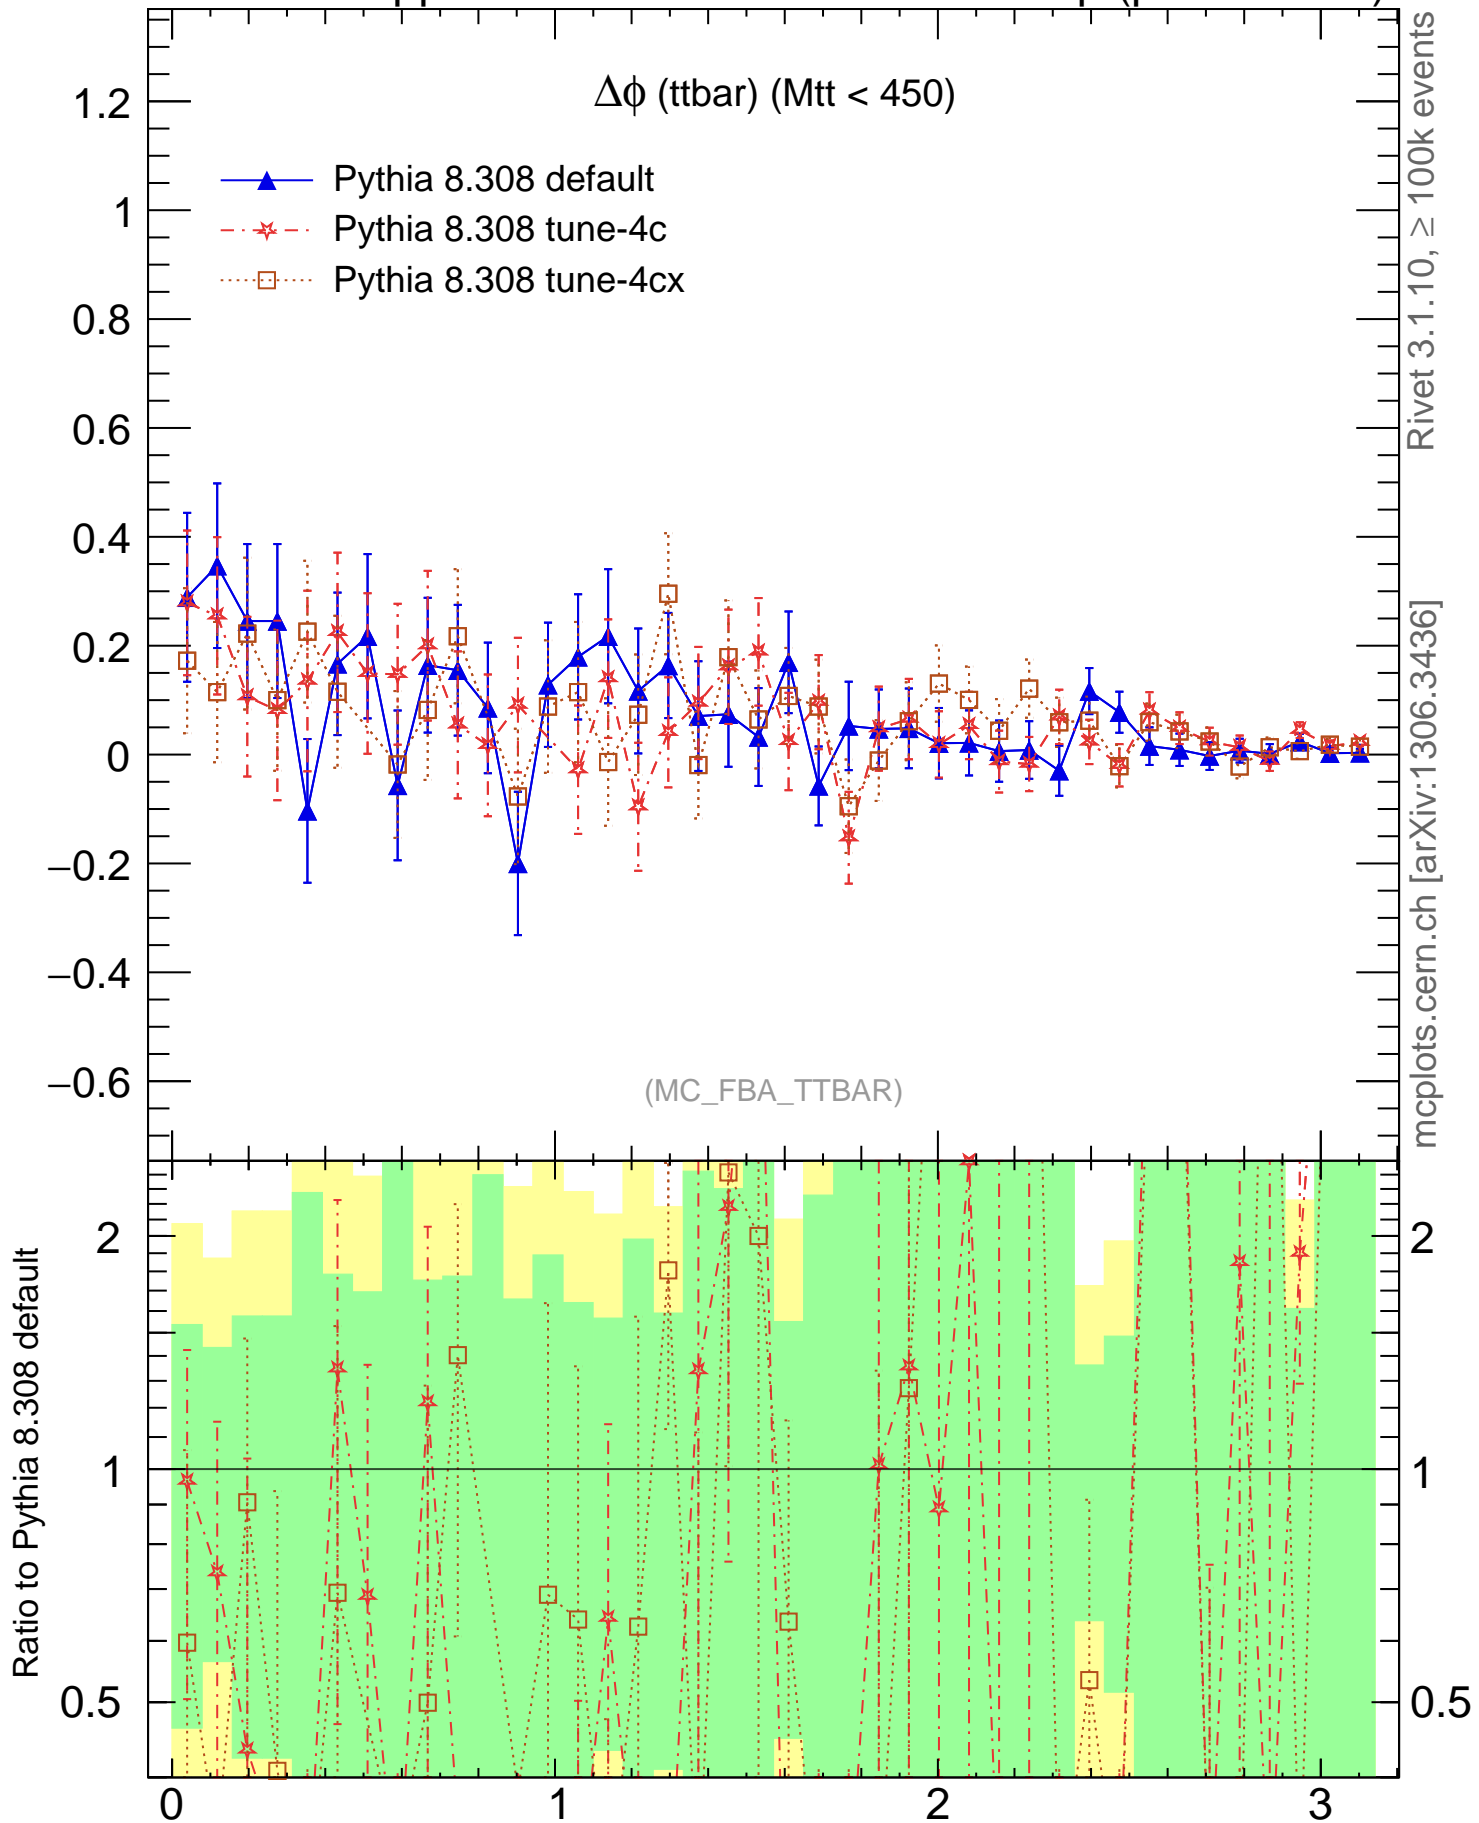 Δϕ (ttbar) (Mtt < 450)
Pythia 8.308 default
Pythia 8.308 tune-4c
Pythia 8.308 tune-4cx
1.2
1
0.8
0.6
0.4
0.2
0
−0.2
−0.4
−0.6
(MC_FBA_TTBAR)
Rivet 3.1.10, ≥ 100k events
mcplots.cern.ch [arXiv:1306.3436]
Ratio to Pythia 8.308 default
2
1
0.5
2
1
0.5
0
1
2
3